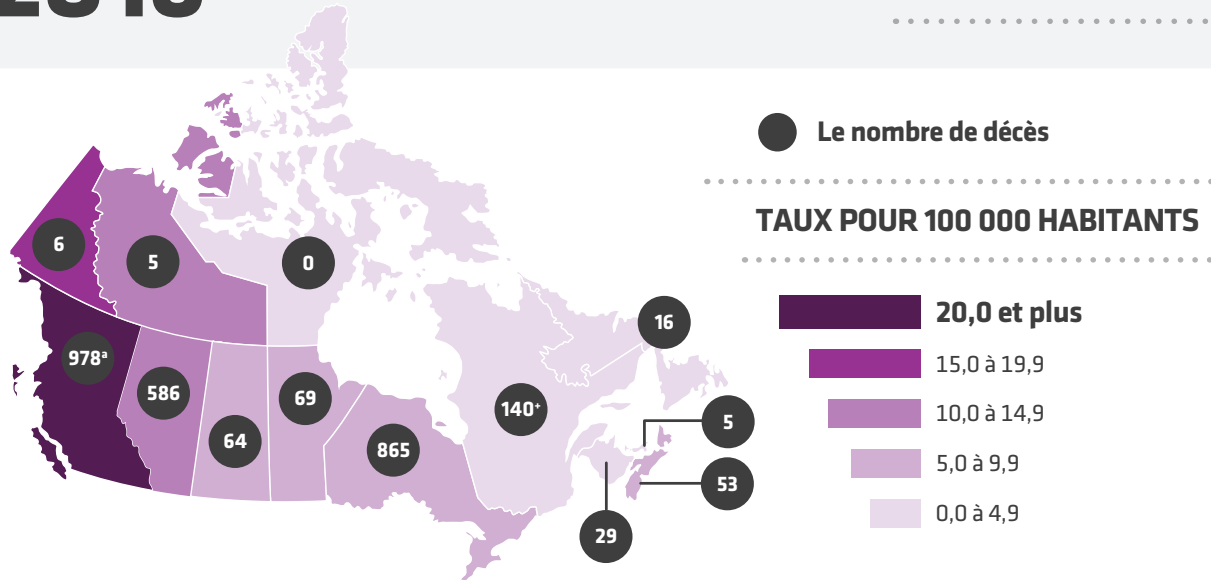 Le nombre de décès
TAUX POUR 100 000 HABITANTS
20,0 et plus
15,0 à 19,9
10,0 à 14,9
5,0 à 9,9
0,0 à 4,9
6
5
0
16
978ª
586
69
140⁺
5
64
865
53
29